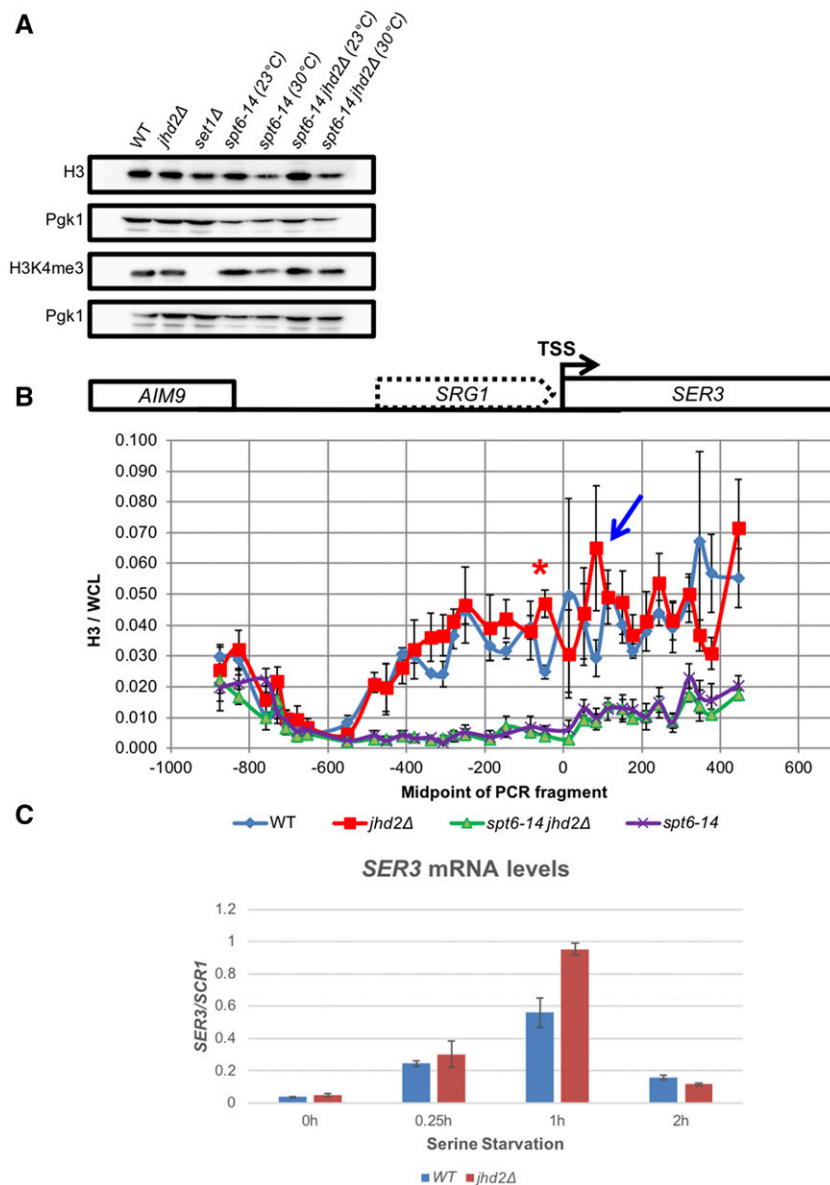 A
WT
jhd2Δ
set1Δ
spt6-14 (23°C)
spt6-14 (30°C)
spt6-14 jhd2Δ (23°C)
spt6-14 jhd2Δ (30°C)
H3
Pgk1
H3K4me3
Pgk1
B
AIM9
SRG1
TSS
SER3
0.100
0.090
0.080
0.070
0.060
0.050
0.040
0.030
0.020
0.010
0.000
H3 / WCL
*
-1000 -800 -600 -400 -200 0 200 400 600
Midpoint of PCR fragment
WT jhd2Δ spt6-14 jhd2Δ spt6-14
C
SER3 mRNA levels
1.2
1
0.8
0.6
0.4
0.2
0
SER3/SCR1
0h 0.25h 1h 2h
Serine Starvation
WT jhd2Δ